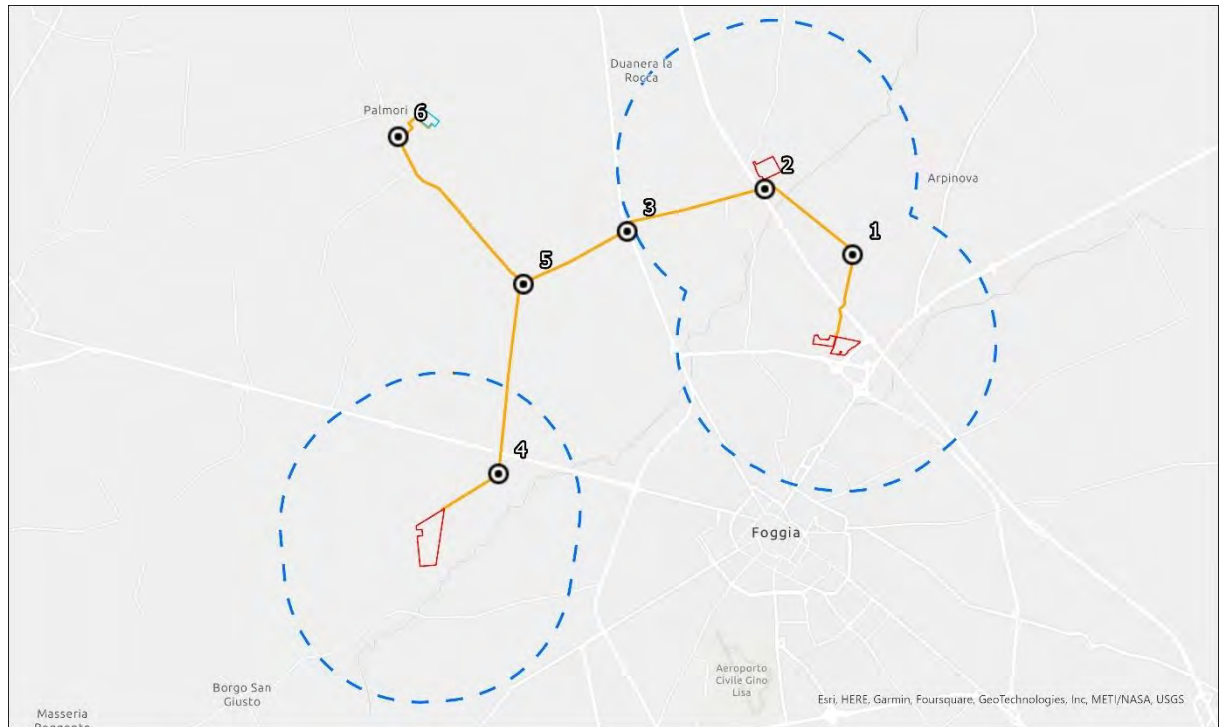 Duanera la
Rocca
Palmori
6
2
Arpinova
3
1
5
4
Foggia
Aeroporto
Civile Gino
Lisa
Borgo San
Giusto
Masseria
Esri, HERE, Garmin, Foursquare, GeoTechnologies, Inc, METI/NASA, USGS